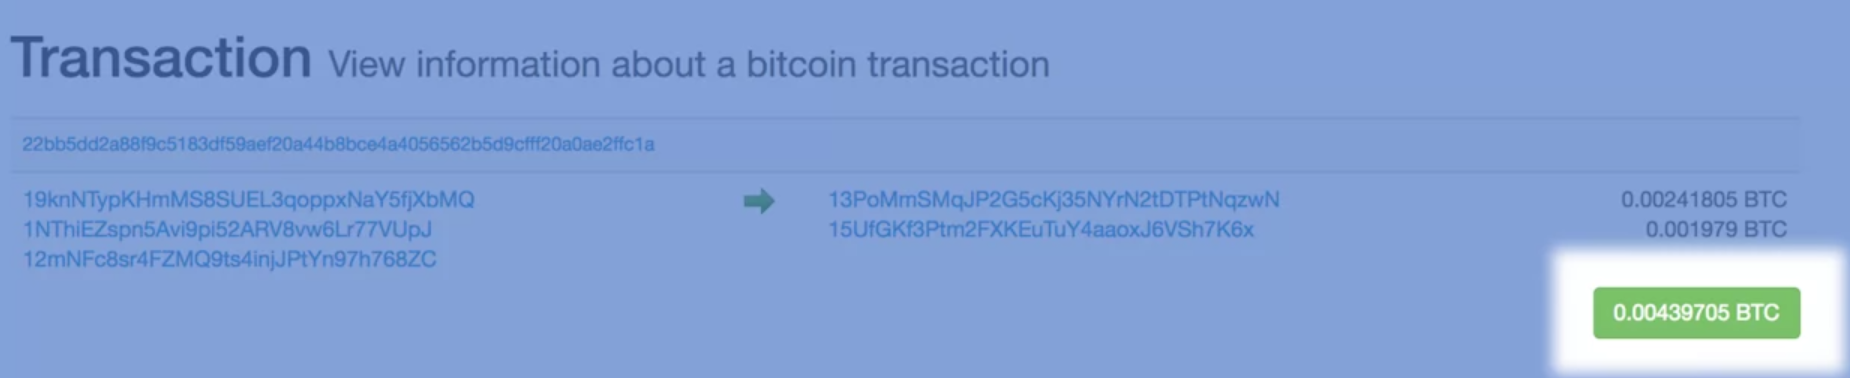 Transaction View information about a bitcoin transaction
22bb5dd2a88f9c5183df59aef20a44b8bce4a4056562b5d9cfff20a0ae2ffc1a
19knNTypKHmMS8SUEL3qoppxNaY5fjXbMQ 13PoMmSMqJP2G5cKj35NYrN2tDTPtNqzwN 0.00241805 BTC
1NThiEZspn5Avi9pi52ARV8vw6Lr77VUpJ 15UfGKf3Ptm2FXKEuTuY4aaoxJ6VSh7K6x 0.001979 BTC
12mNFc8sr4FZMQ9ts4injJPtYn97h768ZC
0.00439705 BTC